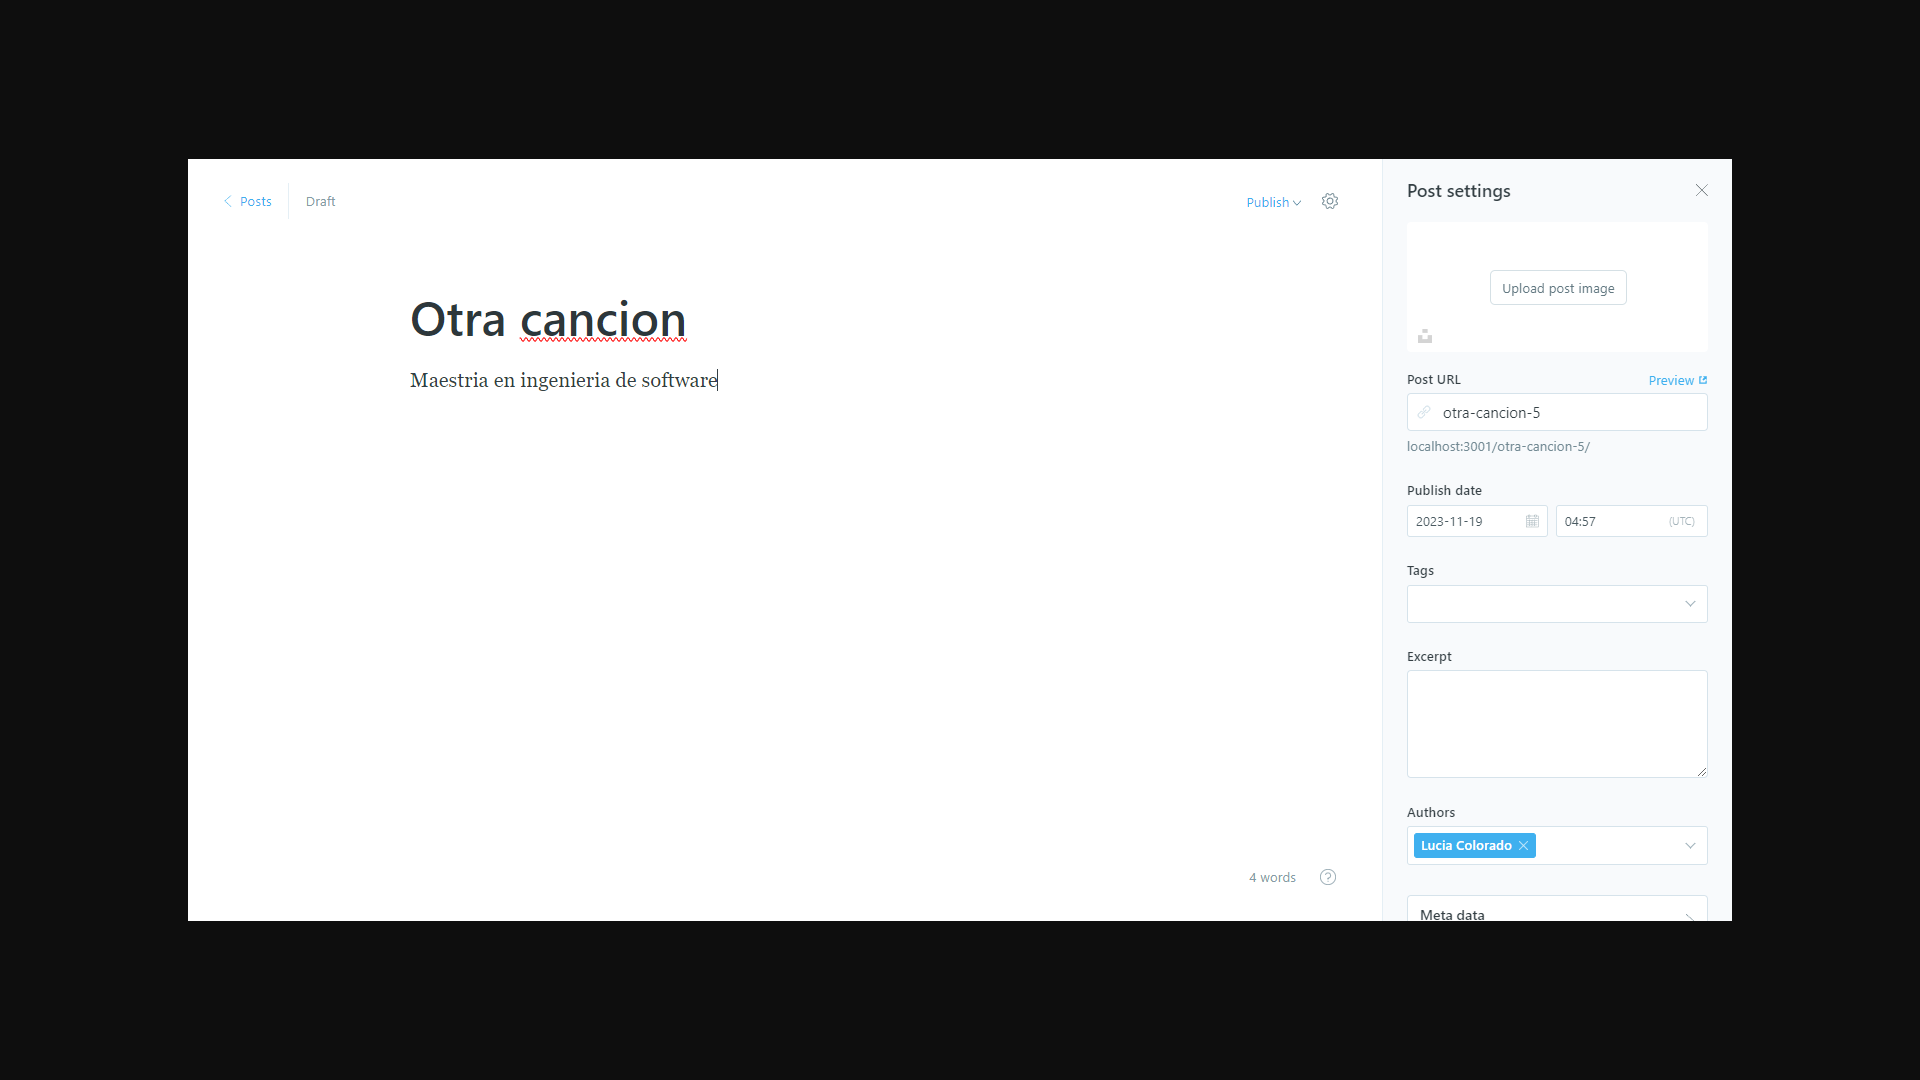 Posts
Draft
Publish
Otra cancion
Maestria en ingenieria de software
4 words
Post settings
Upload post image
Post URL
Preview
otra-cancion-5
localhost:3001/otra-cancion-5/
Publish date
2023-11-19
04:57
(UTC)
Tags
Excerpt
Authors
Lucia Colorado
Meta data